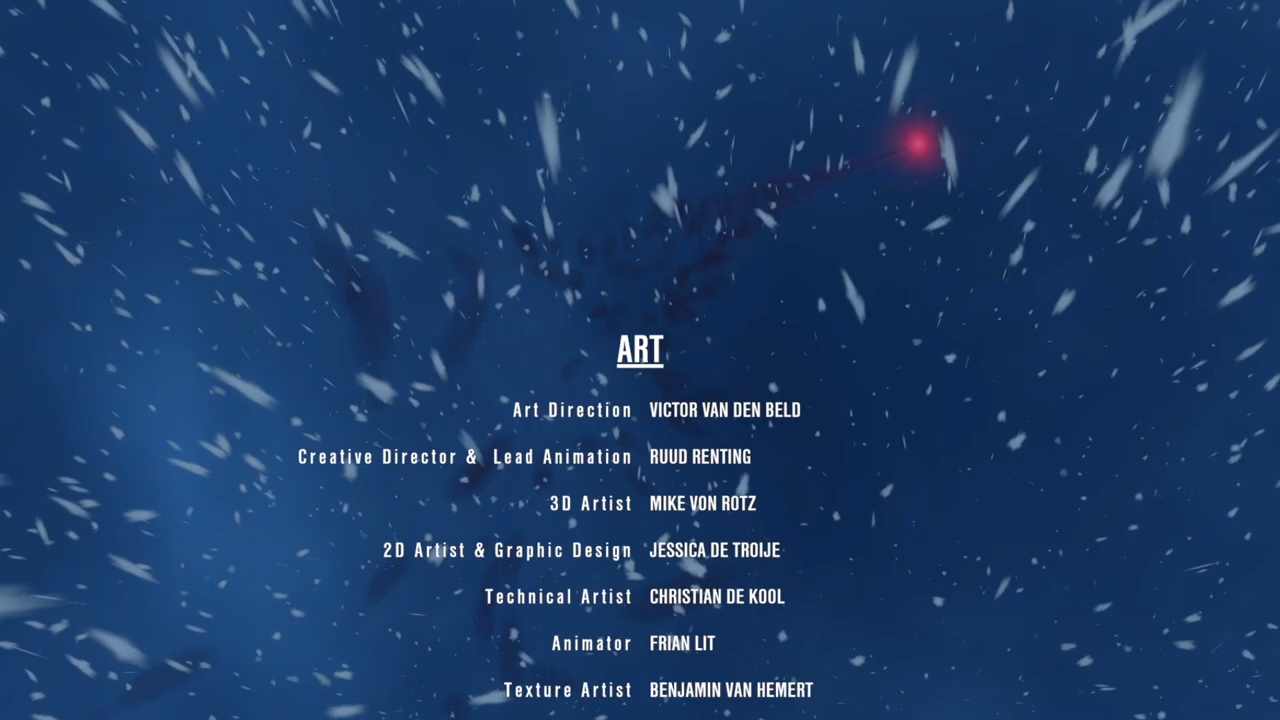 ART
Art Direction VICTOR VAN DEN BELD
Creative Director & Lead Animation RUUD RENTING
3D Artist MIKE VON ROTZ
2D Artist & Graphic Design JESSICA DE TROIJE
Technical Artist CHRISTIAN DE KOOL
Animator FRIAN LIT
Texture Artist BENJAMIN VAN HEMERT